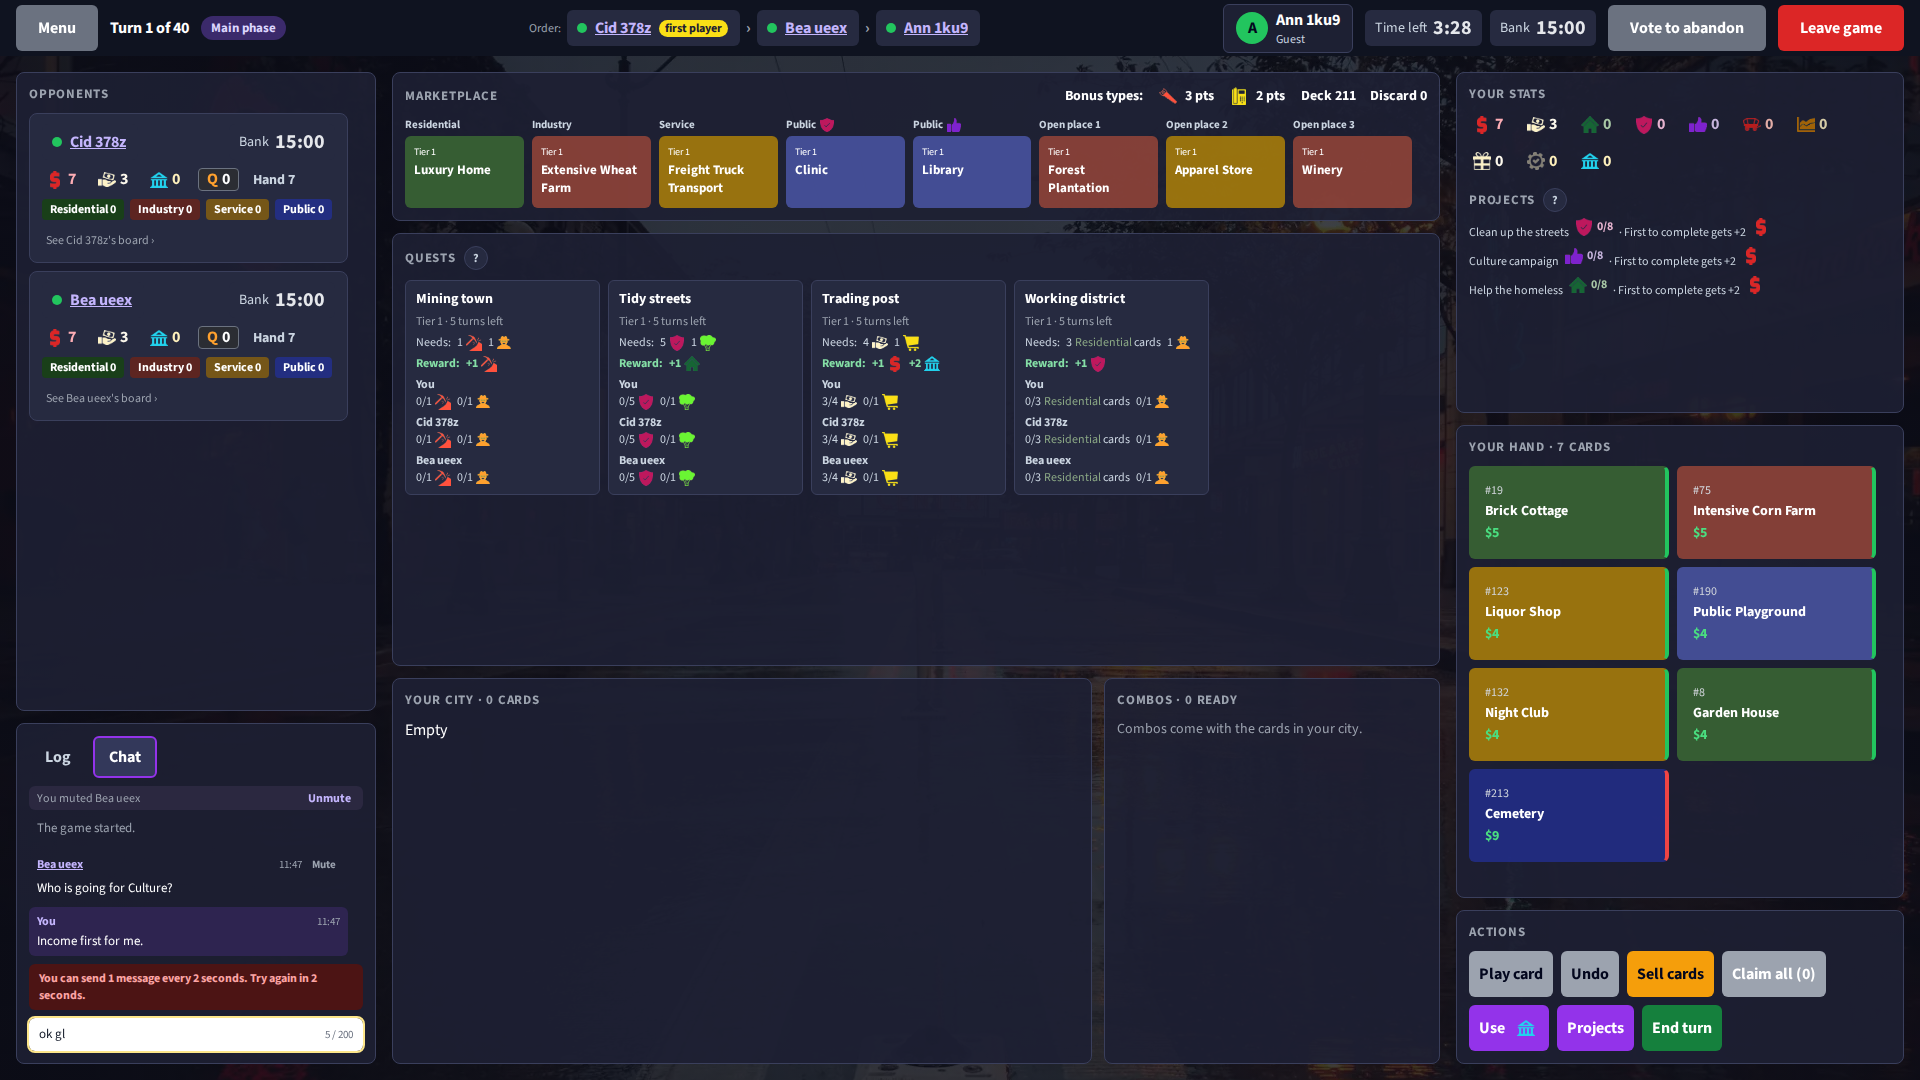 Menu
Turn 1 of 40
Main phase
Order:
Cid 378z
first player
›
Bea ueex
›
Ann 1ku9
A
Ann 1ku9
Guest
Time left 3:28
Bank 15:00
Vote to abandon
Leave game
OPPONENTS
Cid 378z
Bank 15:00
7 3 0 Q 0 Hand 7
Residential 0 Industry 0 Service 0 Public 0
See Cid 378z's board ›
Bea ueex
Bank 15:00
7 3 0 Q 0 Hand 7
Residential 0 Industry 0 Service 0 Public 0
See Bea ueex's board ›
Log
Chat
You muted Bea ueex
Unmute
The game started.
Bea ueex
11:47 Mute
Who is going for Culture?
You
11:47
Income first for me.
You can send 1 message every 2 seconds. Try again in 2
seconds.
ok gl
5 / 200
MARKETPLACE
Bonus types: 3 pts 2 pts Deck 211 Discard 0
Residential
Tier 1
Luxury Home
Industry
Tier 1
Extensive Wheat
Farm
Service
Tier 1
Freight Truck
Transport
Public
Tier 1
Clinic
Public
Tier 1
Library
Open place 1
Tier 1
Forest
Plantation
Open place 2
Tier 1
Apparel Store
Open place 3
Tier 1
Winery
QUESTS ?
Mining town
Tier 1 · 5 turns left
Needs: 1 1
Reward: +1
You
0/1 0/1
Cid 378z
0/1 0/1
Bea ueex
0/1 0/1
Tidy streets
Tier 1 · 5 turns left
Needs: 5 1
Reward: +1
You
0/5 0/1
Cid 378z
0/5 0/1
Bea ueex
0/5 0/1
Trading post
Tier 1 · 5 turns left
Needs: 4 1
Reward: +1 +2
You
3/4 0/1
Cid 378z
3/4 0/1
Bea ueex
3/4 0/1
Working district
Tier 1 · 5 turns left
Needs: 3 Residential cards 1
Reward: +1
You
0/3 Residential cards 0/1
Cid 378z
0/3 Residential cards 0/1
Bea ueex
0/3 Residential cards 0/1
YOUR CITY · 0 CARDS
Empty
COMBOS · 0 READY
Combos come with the cards in your city.
YOUR STATS
7 3 0 0 0 0 0
0 0 0
PROJECTS ?
Clean up the streets 0/8 · First to complete gets +2
Culture campaign 0/8 · First to complete gets +2
Help the homeless 0/8 · First to complete gets +2
YOUR HAND · 7 CARDS
#19
Brick Cottage
$5
#75
Intensive Corn Farm
$5
#123
Liquor Shop
$4
#190
Public Playground
$4
#132
Night Club
$4
#8
Garden House
$4
#213
Cemetery
$9
ACTIONS
Play card
Undo
Sell cards
Claim all (0)
Use
Projects
End turn